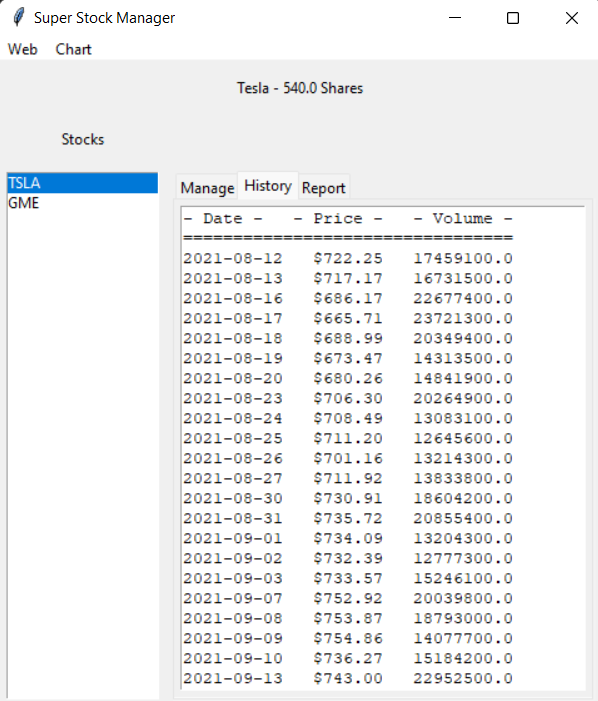 Super Stock Manager
Web Chart
Tesla - 540.0 Shares
Stocks
TSLA
GME
Manage History Report
- Date -   - Price -   - Volume -
=================================
2021-08-12   $722.25   17459100.0
2021-08-13   $717.17   16731500.0
2021-08-16   $686.17   22677400.0
2021-08-17   $665.71   23721300.0
2021-08-18   $688.99   20349400.0
2021-08-19   $673.47   14313500.0
2021-08-20   $680.26   14841900.0
2021-08-23   $706.30   20264900.0
2021-08-24   $708.49   13083100.0
2021-08-25   $711.20   12645600.0
2021-08-26   $701.16   13214300.0
2021-08-27   $711.92   13833800.0
2021-08-30   $730.91   18604200.0
2021-08-31   $735.72   20855400.0
2021-09-01   $734.09   13204300.0
2021-09-02   $732.39   12777300.0
2021-09-03   $733.57   15246100.0
2021-09-07   $752.92   20039800.0
2021-09-08   $753.87   18793000.0
2021-09-09   $754.86   14077700.0
2021-09-10   $736.27   15184200.0
2021-09-13   $743.00   22952500.0